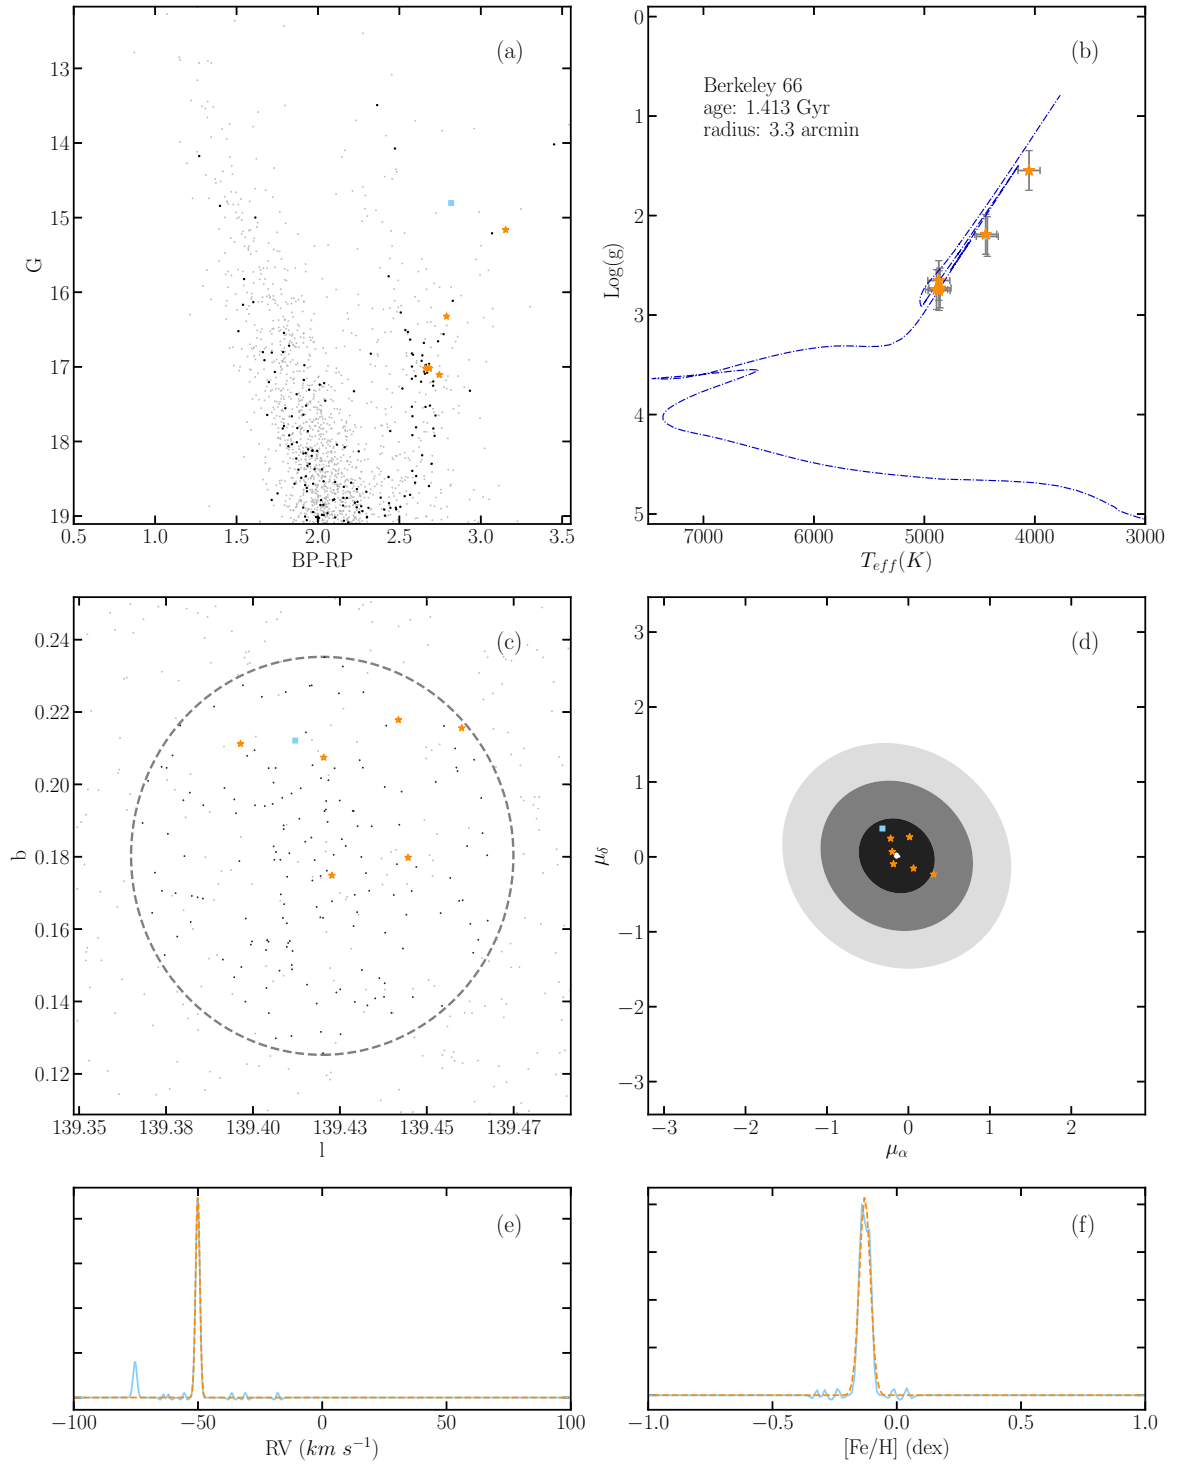 (a)
G
13
14
15
16
17
18
19
0.5 1.0 1.5 2.0 2.5 3.0 3.5
BP-RP
(b)
Berkeley 66
age: 1.413 Gyr
radius: 3.3 arcmin
Log(g)
0
1
2
3
4
5
7000 6000 5000 4000 3000
T_{eff}(K)
(c)
b
0.24
0.22
0.20
0.18
0.16
0.14
0.12
139.35 139.38 139.40 139.43 139.45 139.47
l
(d)
μ_δ
3
2
1
0
−1
−2
−3
−3 −2 −1 0 1 2
μ_α
(e)
−100 −50 0 50 100
RV (km s⁻¹)
(f)
−1.0 −0.5 0.0 0.5 1.0
[Fe/H] (dex)